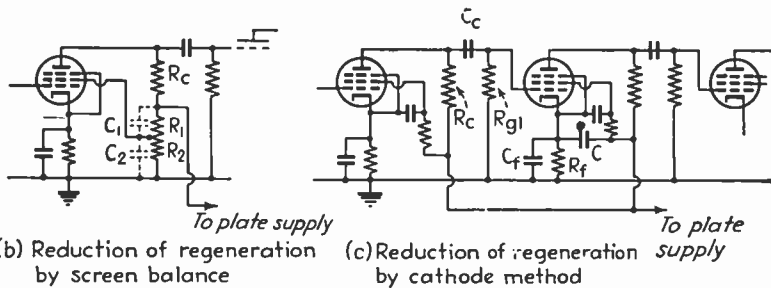 C̄c
Rc
C1
R1
C2
R2
To plate supply
(b) Reduction of regeneration
by screen balance
Rc
Rg1
Cf
Rf
C
To plate
supply
(c) Reduction of regeneration
by cathode method